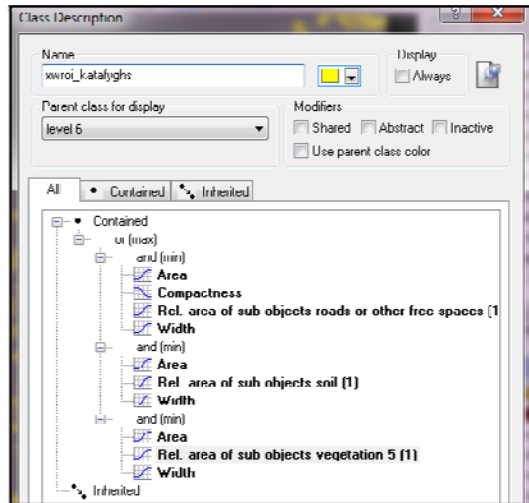 Class Description
Name
xwroi_katafyghs
Display
Always
Parent class for display
level 6
Modifiers
Shared Abstract Inactive
Use parent class color
All Contained Inherited
Contained
or (max)
and (min)
Area
Compactness
Rel. area of sub objects roads or other free spaces (1
Width
and (min)
Area
Rel. area of sub objects soil (1)
Width
and (min)
Area
Rel. area of sub objects vegetation 5 (1)
Width
Inherited